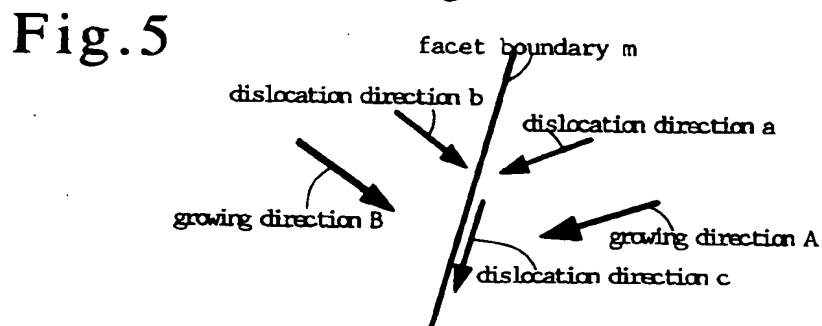 Fig.5
facet boundary m
dislocation direction b
dislocation direction a
growing direction B
growing direction A
dislocation direction c